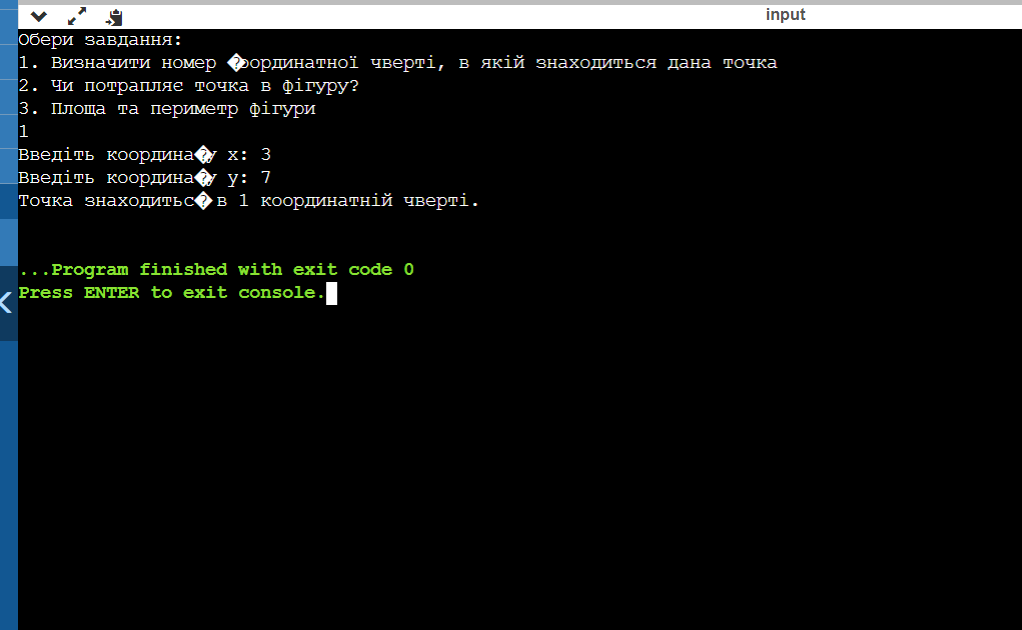 input
Обери завдання:
1. Визначити номер �ординатної чверті, в якій знаходиться дана точка
2. Чи потрапляє точка в фігуру?
3. Площа та периметр фігури
1
Введіть координа�у x: 3
Введіть координа�у y: 7
Точка знаходитьс� в 1 координатній чверті.
...Program finished with exit code 0
Press ENTER to exit console.